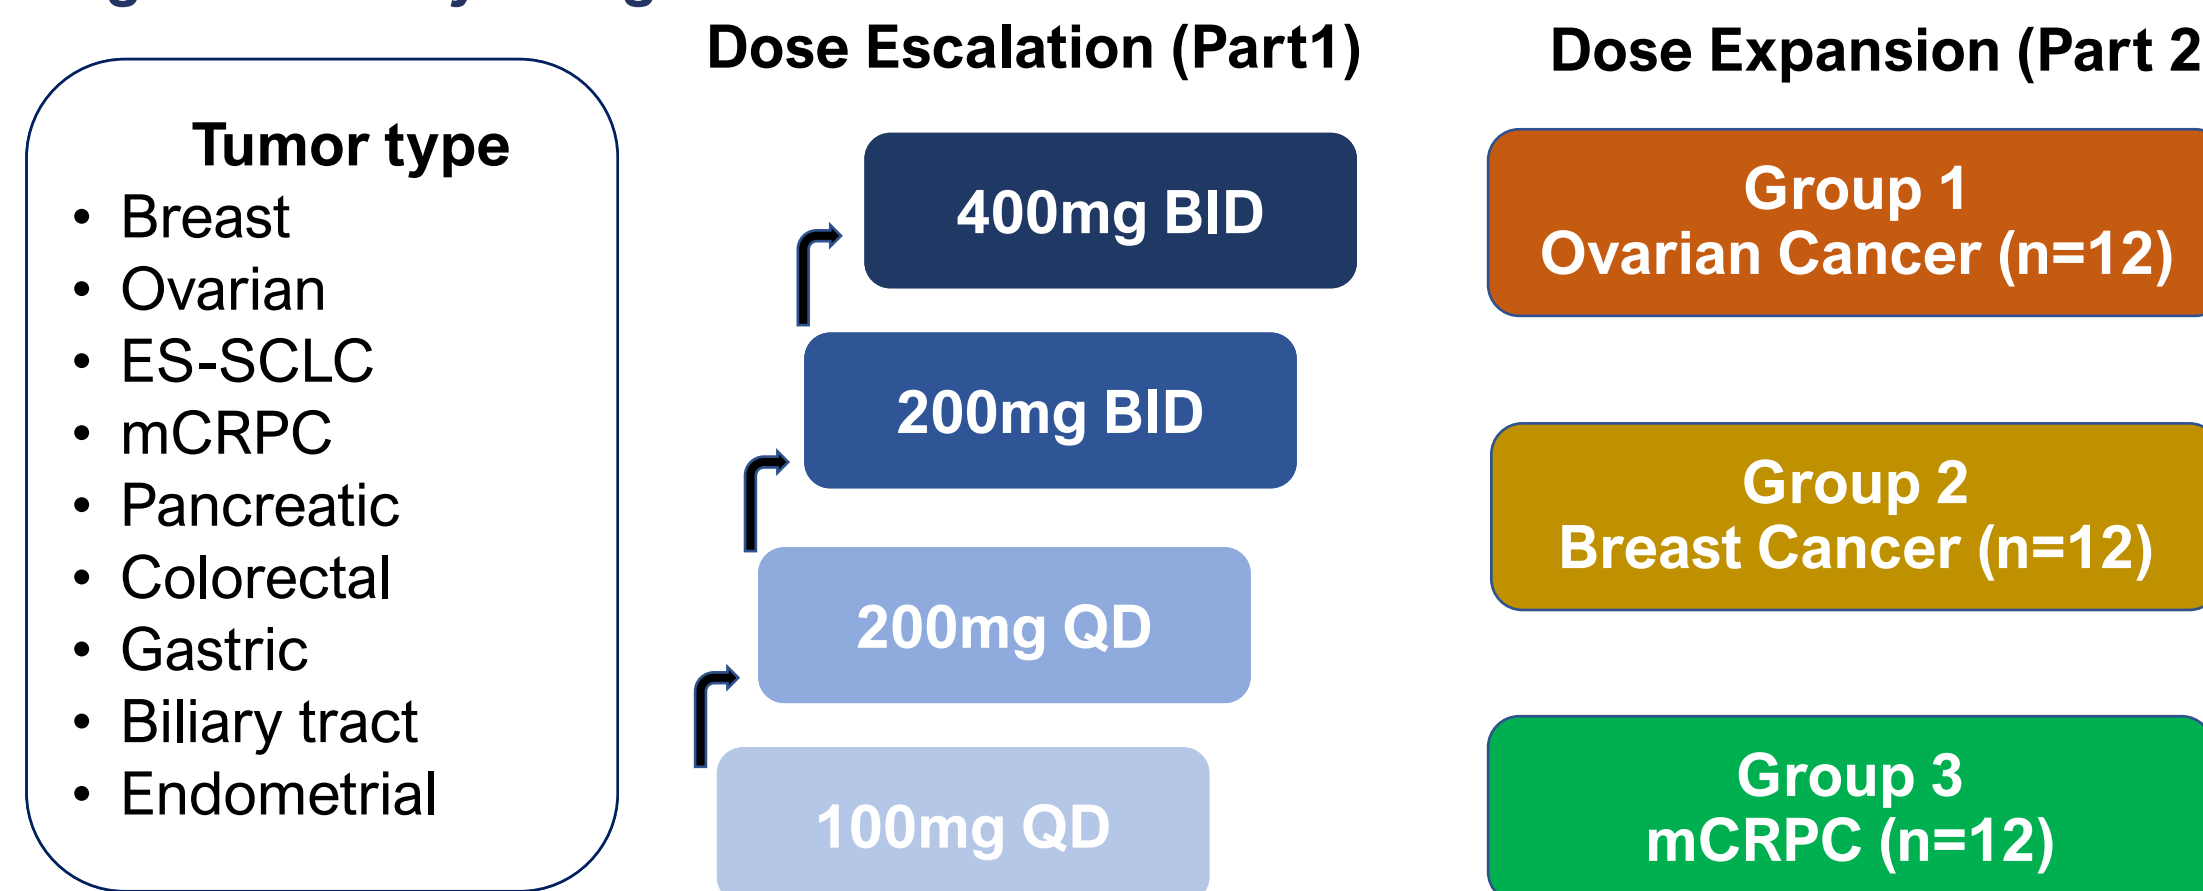 Dose Escalation (Part1)
Dose Expansion (Part 2
Tumor type
• Breast
• Ovarian
• ES-SCLC
• mCRPC
• Pancreatic
• Colorectal
• Gastric
• Biliary tract
• Endometrial
400mg BID
200mg BID
200mg QD
100mg QD
Group 1
Ovarian Cancer (n=12)
Group 2
Breast Cancer (n=12)
Group 3
mCRPC (n=12)